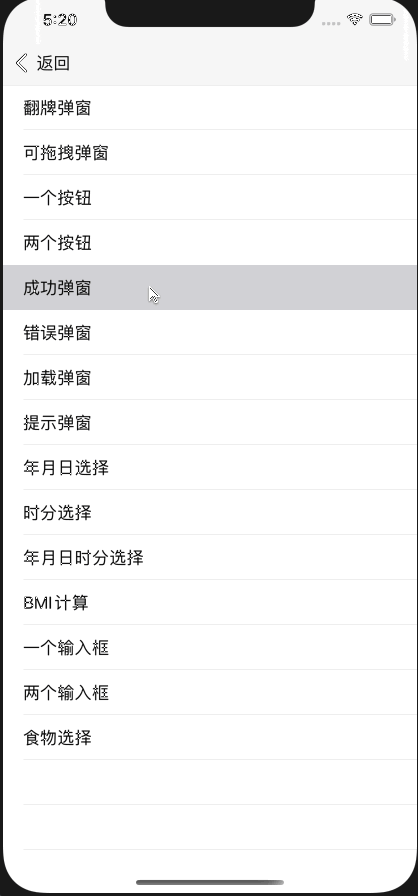 5:20
返回
翻牌弹窗
可拖拽弹窗
一个按钮
两个按钮
成功弹窗
错误弹窗
加载弹窗
提示弹窗
年月日选择
时分选择
年月日时分选择
BMI计算
一个输入框
两个输入框
食物选择